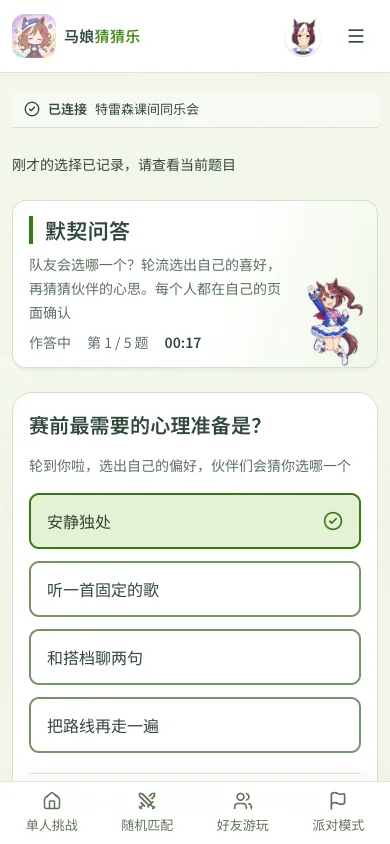 马娘猜猜乐
已连接 特雷森课间同乐会
刚才的选择已记录，请查看当前题目
默契问答
队友会选哪一个？轮流选出自己的喜好，
再猜猜伙伴的心思。每个人都在自己的页
面确认
作答中 第 1 / 5 题 00:17
赛前最需要的心理准备是？
轮到你啦，选出自己的偏好，伙伴们会猜你选哪一个
安静独处
听一首固定的歌
和搭档聊两句
把路线再走一遍
单人挑战 随机匹配 好友游玩 派对模式